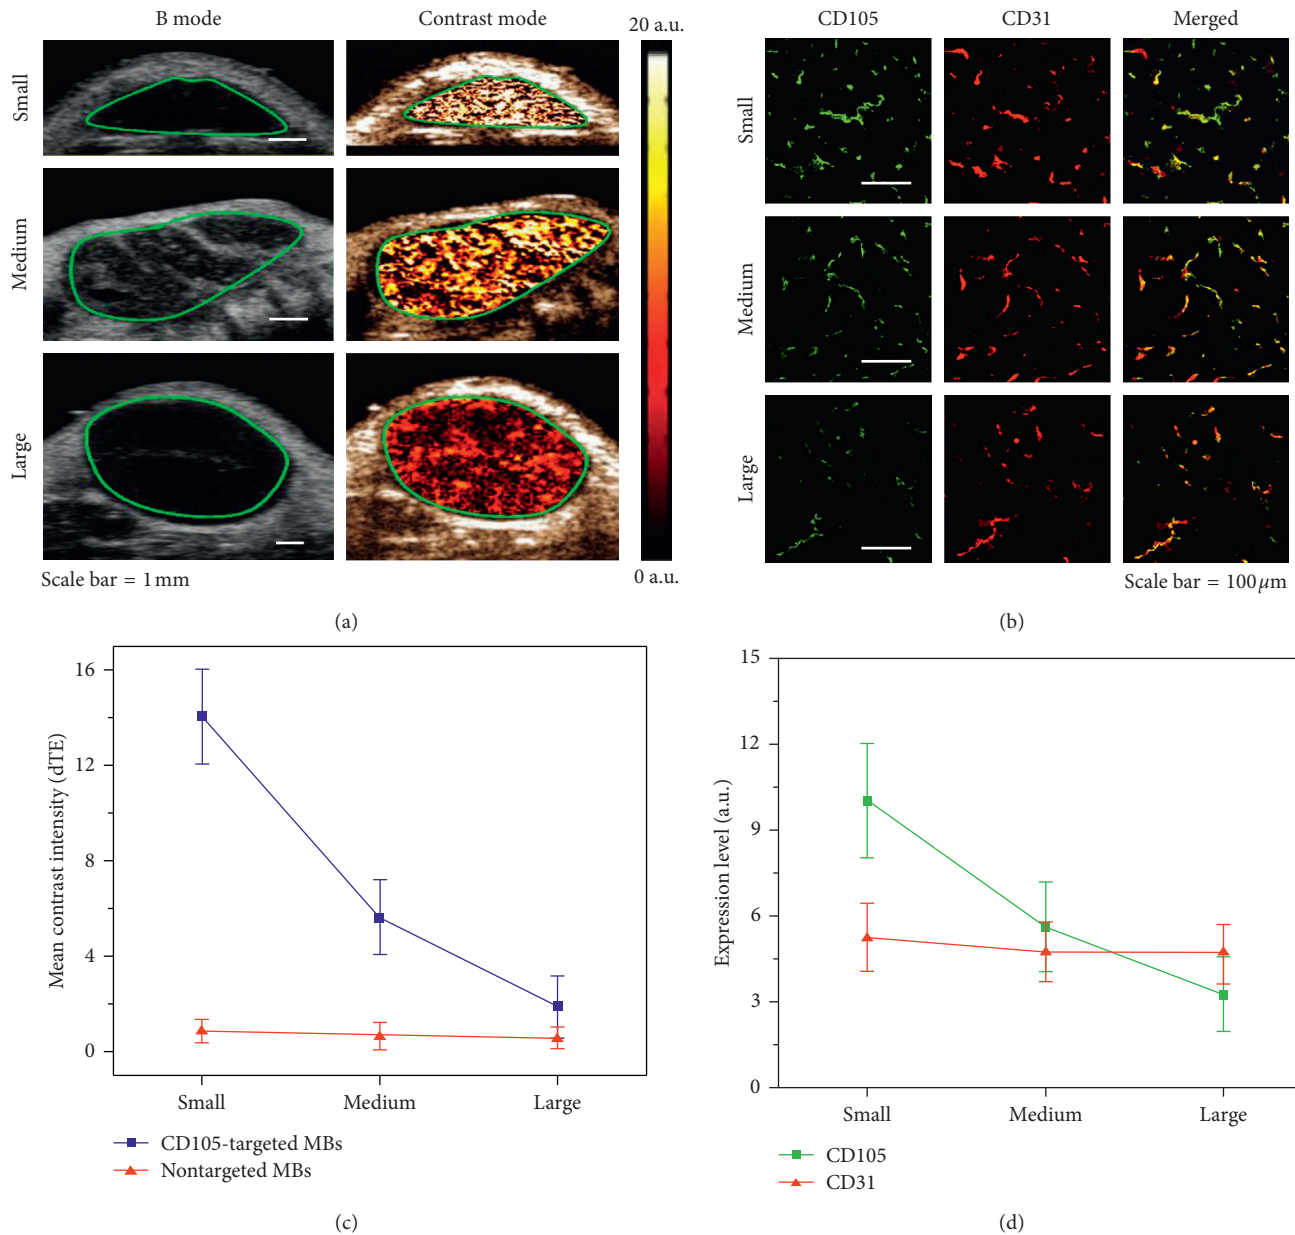 B mode
Contrast mode
20 a.u.
Small
Medium
Large
0 a.u.
Scale bar = 1 mm
(a)
CD105
CD31
Merged
Small
Medium
Large
Scale bar = 100 μm
(b)
Mean contrast intensity (dTE)
16
12
8
4
0
Small
Medium
Large
CD105-targeted MBs
Nontargeted MBs
(c)
Expression level (a.u.)
15
12
9
6
3
0
Small
Medium
Large
CD105
CD31
(d)